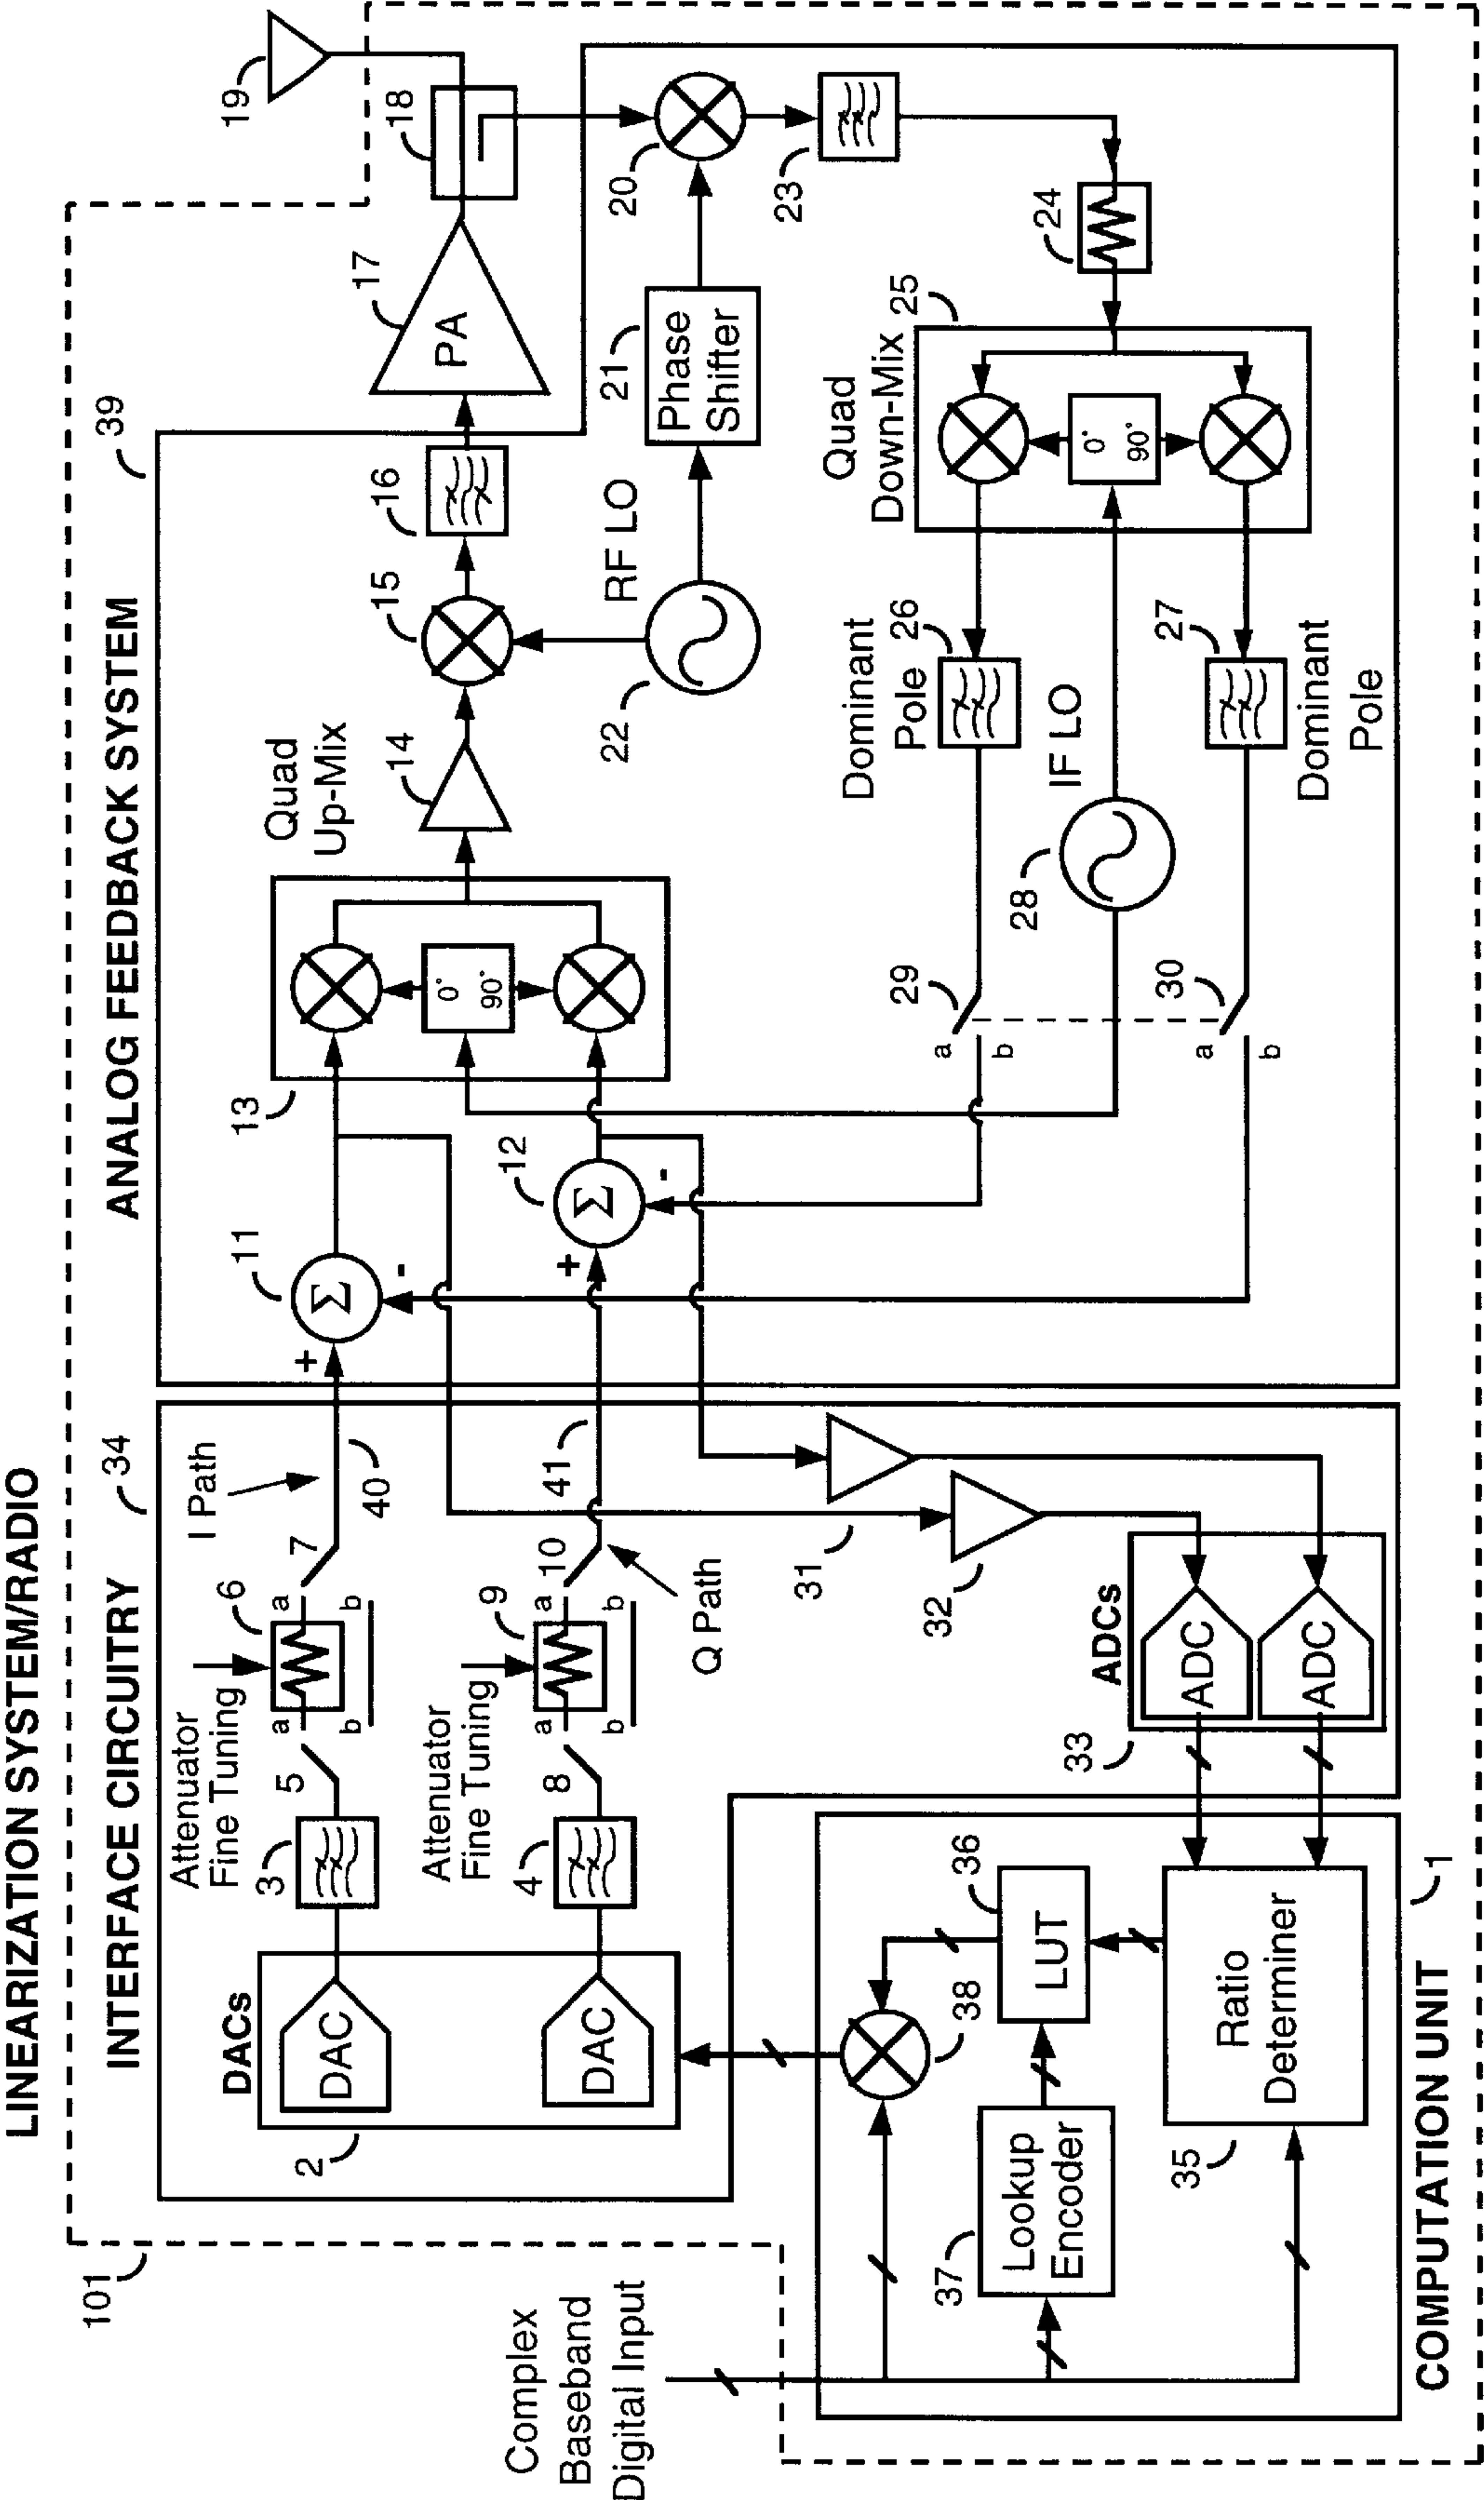 LINEARIZATION SYSTEM/RADIO
101
INTERFACE CIRCUITRY
34
ANALOG FEEDBACK SYSTEM
39
DACs
DAC
DAC
2
3
4
Attenuator
Fine Tuning
5
a
a
b
b
6
7
I Path
40
+
-
Σ
11
Attenuator
Fine Tuning
8
a
a
b
b
9
10
Q Path
41
+
-
Σ
12
13
0°
90°
Quad
Up-Mix
14
15
16
17
PA
18
19
20
21
Phase
Shifter
RF LO
22
23
24
25
Quad
Down-Mix
0°
90°
Dominant
Pole
26
27
Dominant
Pole
IF LO
28
29
a
b
30
a
b
31
32
ADCs
ADC
ADC
33
Complex
Baseband
Digital Input
38
36
LUT
37
Lookup
Encoder
35
Ratio
Determiner
1
COMPUTATION UNIT